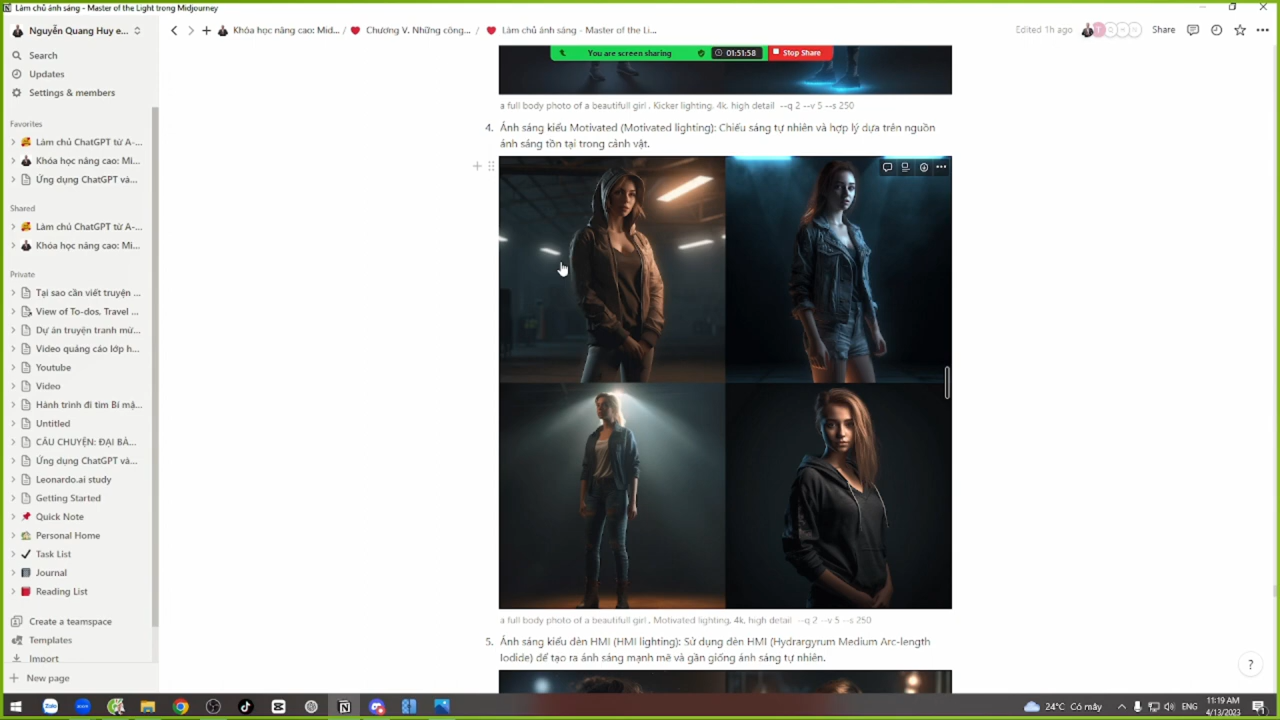 Làm chủ ánh sáng - Master of the Light trong Midjourney
Nguyễn Quang Huy e...
Khóa học nâng cao: Mid... / Chương V. Những công... / Làm chủ ánh sáng - Master of the Li...
Edited 1h ago
Share
You are screen sharing
01:51:58
Stop Share
Search
Updates
Settings & members
Favorites
Làm chủ ChatGPT từ A-...
Khóa học nâng cao: Mi...
Ứng dụng ChatGPT và...
Shared
Làm chủ ChatGPT từ A-...
Khóa học nâng cao: Mi...
Private
Tại sao cần viết truyện ...
View of To-dos, Travel ...
Dự án truyện tranh mù...
Video quảng cáo lớp h...
Youtube
Video
Hành trình đi tìm Bí mậ...
Untitled
CÂU CHUYỆN: ĐẠI BÀ...
Ứng dụng ChatGPT và...
Leonardo.ai study
Getting Started
Quick Note
Personal Home
Task List
Journal
Reading List
Create a teamspace
Templates
Import
New page
a full body photo of a beautifull girl . Kicker lighting, 4k, high detail --q 2 --v 5 --s 250
4. Ánh sáng kiểu Motivated (Motivated lighting): Chiếu sáng tự nhiên và hợp lý dựa trên nguồn
ánh sáng tồn tại trong cảnh vật.
a full body photo of a beautifull girl . Motivated lighting, 4k, high detail --q 2 --v 5 --s 250
5. Ánh sáng kiểu đèn HMI (HMI lighting): Sử dụng đèn HMI (Hydrargyrum Medium Arc-length
Iodide) để tạo ra ánh sáng mạnh mẽ và gần giống ánh sáng tự nhiên.
?
24°C Có mây
ENG
11:19 AM
4/13/2023